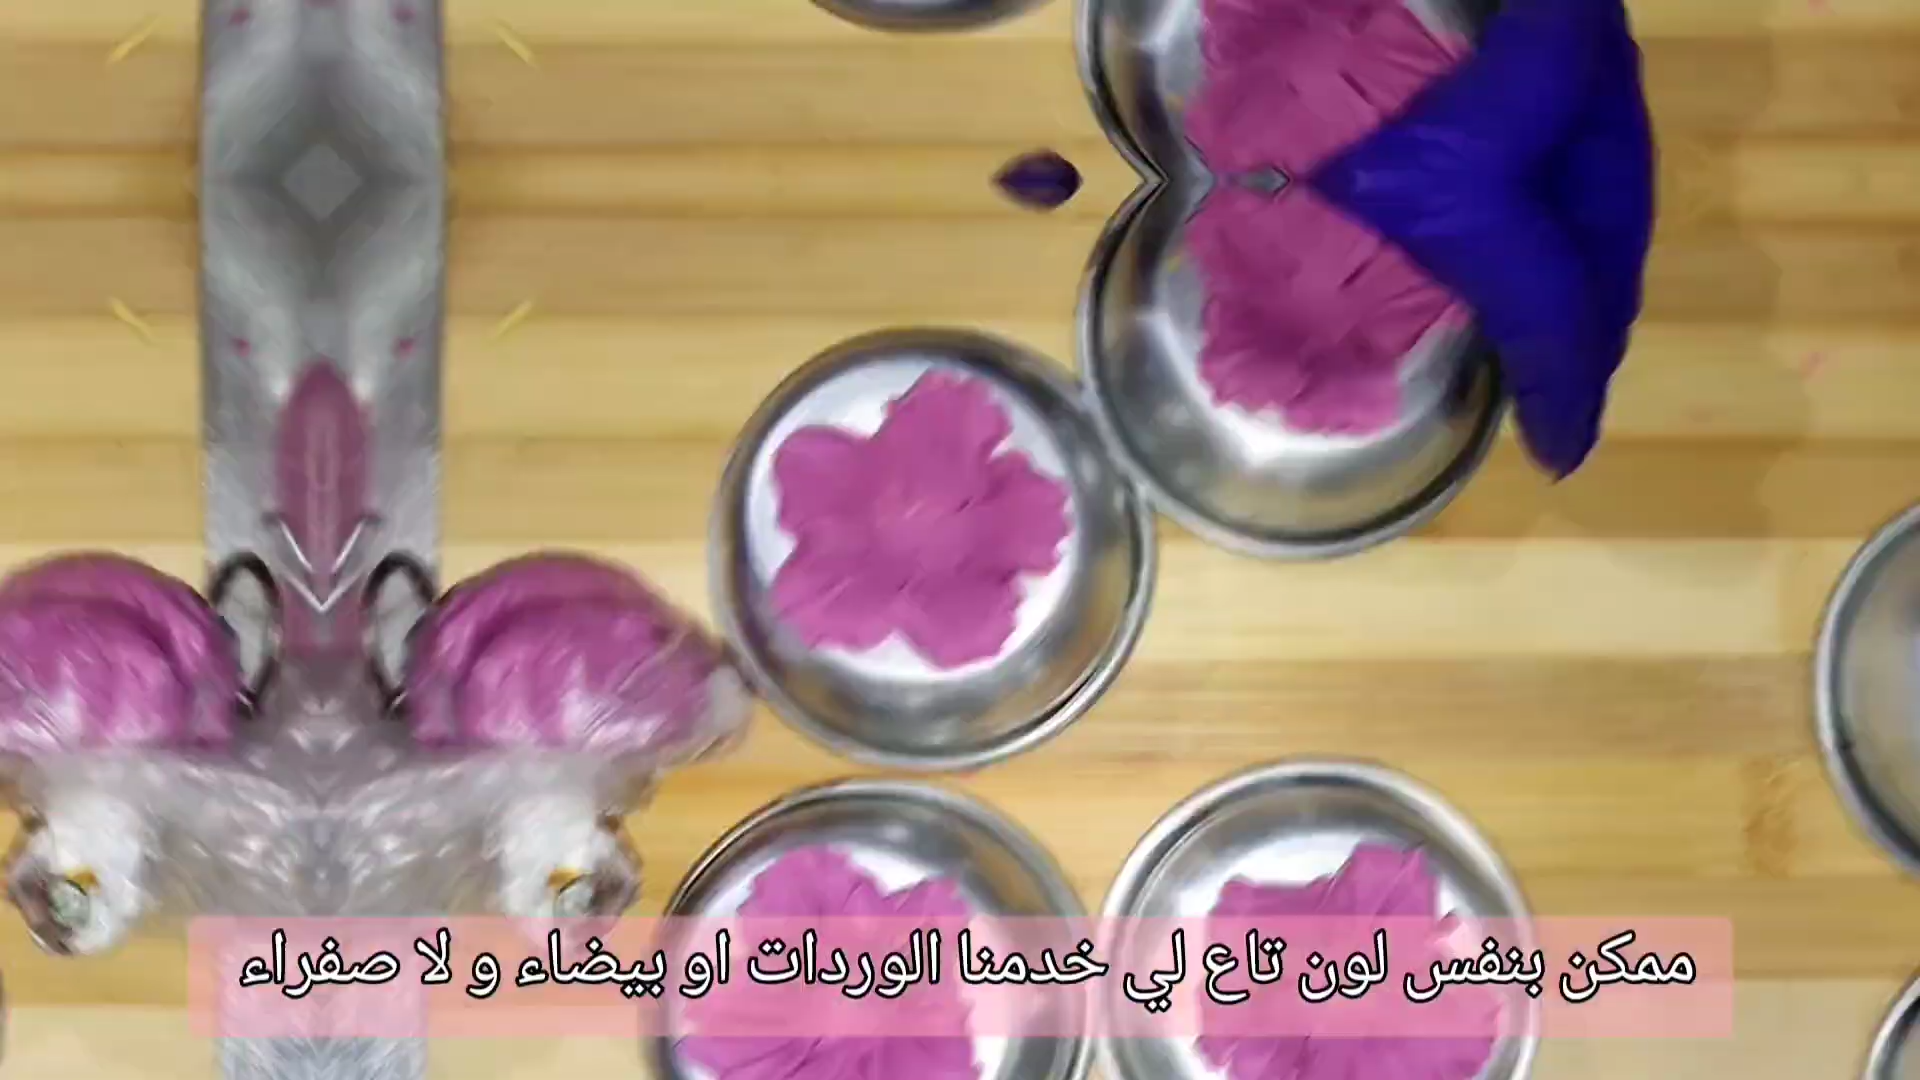 ممكن بنفس لون تاع لي خدمنا الوردات او بيضاء و لا صفراء